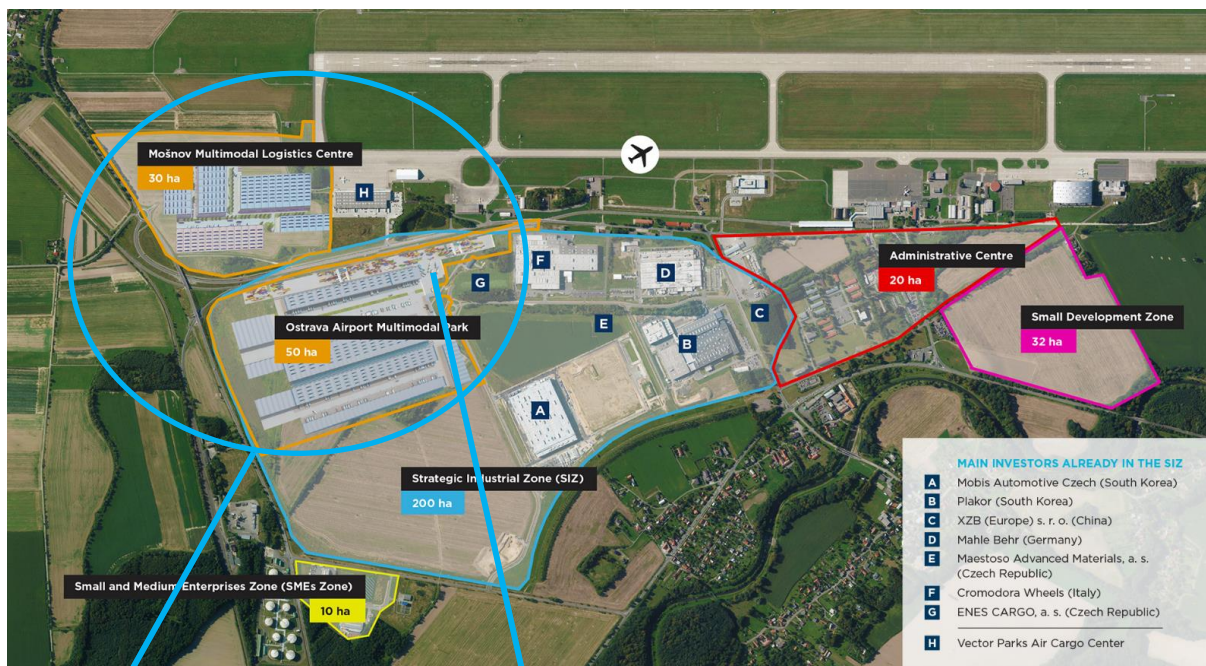 Mošnov Multimodal Logistics Centre
30 ha
H
F
D
G
E
C
B
A
Administrative Centre
20 ha
Small Development Zone
32 ha
Ostrava Airport Multimodal Park
50 ha
Strategic Industrial Zone (SIZ)
200 ha
Small and Medium Enterprises Zone (SMEs Zone)
10 ha
MAIN INVESTORS ALREADY IN THE SIZ
A Mobis Automotive Czech (South Korea)
B Plakor (South Korea)
C XZB (Europe) s. r. o. (China)
D Mahle Behr (Germany)
E Maestoso Advanced Materials, a. s.
(Czech Republic)
F Cromodora Wheels (Italy)
G ENES CARGO, a. s. (Czech Republic)
H Vector Parks Air Cargo Center